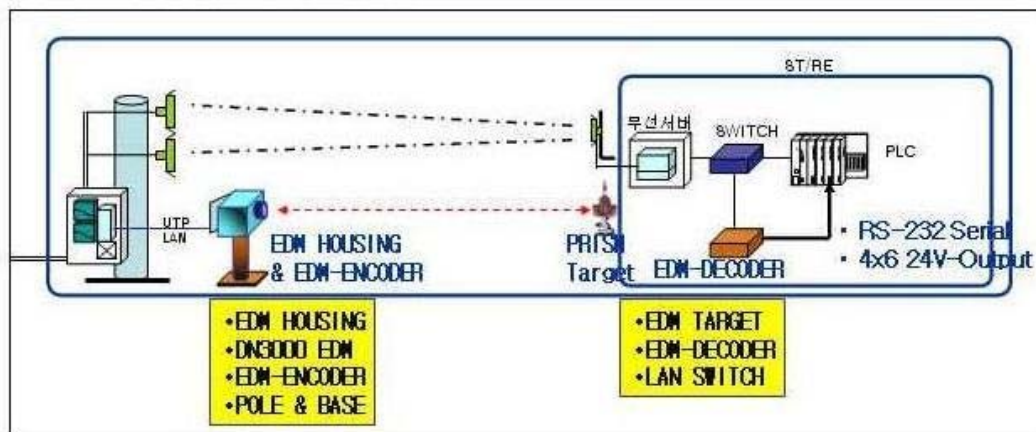 ST/RE
무선서버
SWITCH
PLC
UTP
LAN
EDM HOUSING
& EDM-ENCODER
PRISM
Target
EDM-DECODER
• RS-232 Serial
• 4x6 24V-Output
•EDM HOUSING
•DN3000 EDM
•EDM-ENCODER
•POLE & BASE
•EDM TARGET
•EDM-DECODER
•LAN SWITCH